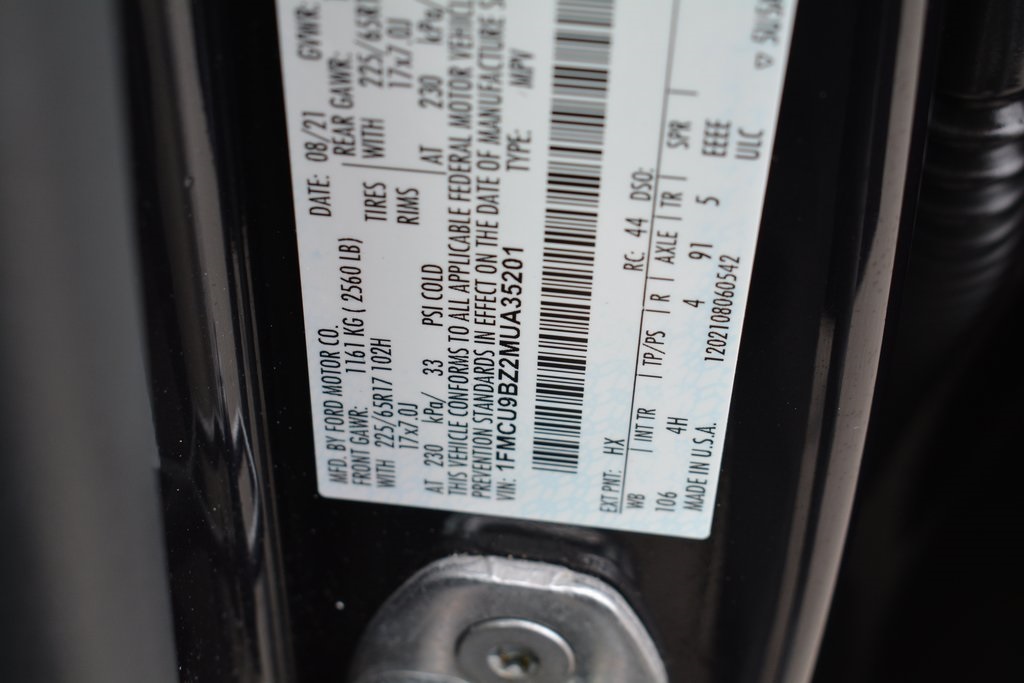 MFD. BY FORD MOTOR CO. DATE: 08/21 GVWR:
FRONT GAWR: 1161 KG ( 2560 LB) REAR GAWR:
WITH 225/65R17 102H TIRES WITH 225/65R1
17x7.0J RIMS 17x7.0J
AT 230 kPa/ 33 PSI COLD AT 230 kPa/
THIS VEHICLE CONFORMS TO ALL APPLICABLE FEDERAL MOTOR VEHICL
PREVENTION STANDARDS IN EFFECT ON THE DATE OF MANUFACTURE S
VIN: 1FMCU9BZ2MUA35201 TYPE: MPV
EXT PNT: HX RC: 44 DSO:
WB INT TR TP/PS R AXLE TR SPR
106 4H 4 91 5 EEEE
MADE IN U.S.A. ULC
1202108060542